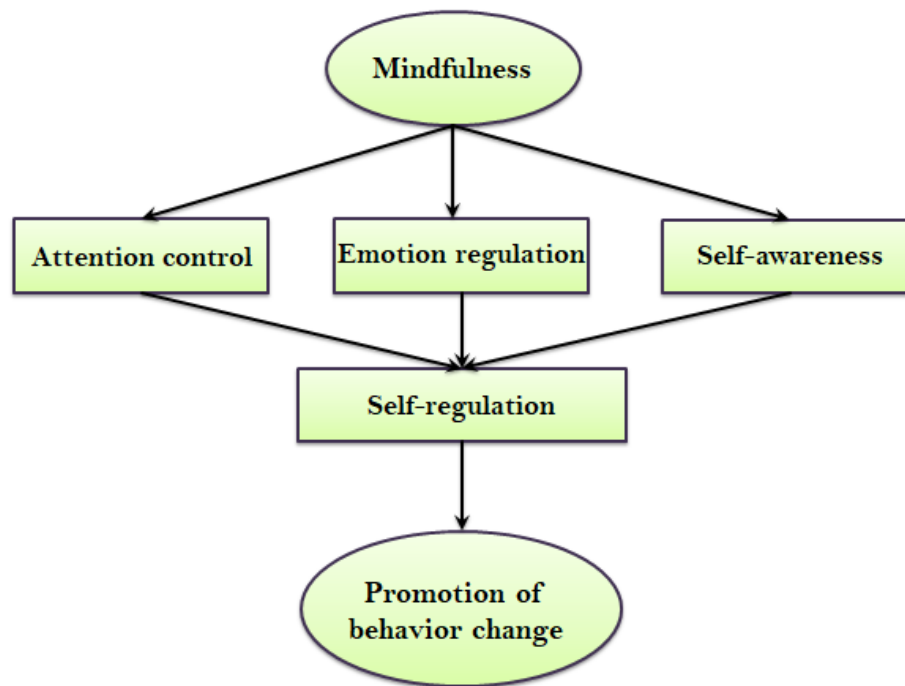 Mindfulness
Attention control
Emotion regulation
Self-awareness
Self-regulation
Promotion of
behavior change